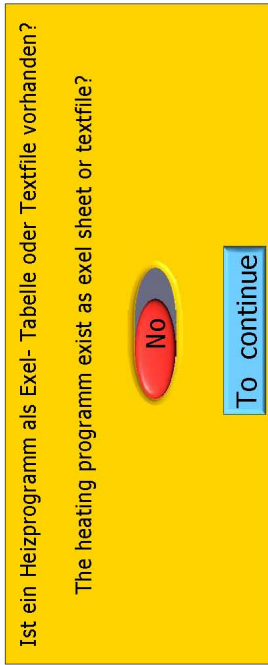 Ist ein Heizprogramm als Exel- Tabelle oder Textfile vorhanden?
The heating programm exist as exel sheet or textfile?
No
To continue